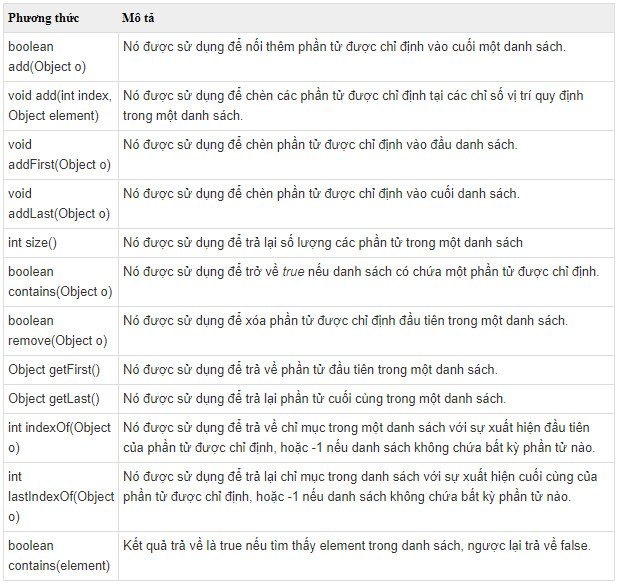 Phương thức Mô tả
boolean add(Object o) Nó được sử dụng để nối thêm phần tử được chỉ định vào cuối một danh sách.
void add(int index, Object element) Nó được sử dụng để chèn các phần tử được chỉ định tại các chỉ số vị trí quy định
trong một danh sách.
void addFirst(Object o) Nó được sử dụng để chèn phần tử được chỉ định vào đầu danh sách.
void addLast(Object o) Nó được sử dụng để chèn phần tử được chỉ định vào cuối danh sách.
int size() Nó được sử dụng để trả lại số lượng các phần tử trong một danh sách
boolean contains(Object o) Nó được sử dụng để trở về true nếu danh sách có chứa một phần tử được chỉ định.
boolean remove(Object o) Nó được sử dụng để xóa phần tử được chỉ định đầu tiên trong một danh sách.
Object getFirst() Nó được sử dụng để trả về phần tử đầu tiên trong một danh sách.
Object getLast() Nó được sử dụng để trả lại phần tử cuối cùng trong một danh sách.
int indexOf(Object o) Nó được sử dụng để trả về chỉ mục trong một danh sách với sự xuất hiện đầu tiên
của phần tử được chỉ định, hoặc -1 nếu danh sách không chứa bất kỳ phần tử nào.
int lastIndexOf(Object o) Nó được sử dụng để trả lại chỉ mục trong danh sách với sự xuất hiện cuối cùng của
phần tử được chỉ định, hoặc -1 nếu danh sách không chứa bất kỳ phần tử nào.
boolean contains(element) Kết quả trả về là true nếu tìm thấy element trong danh sách, ngược lại trả về false.